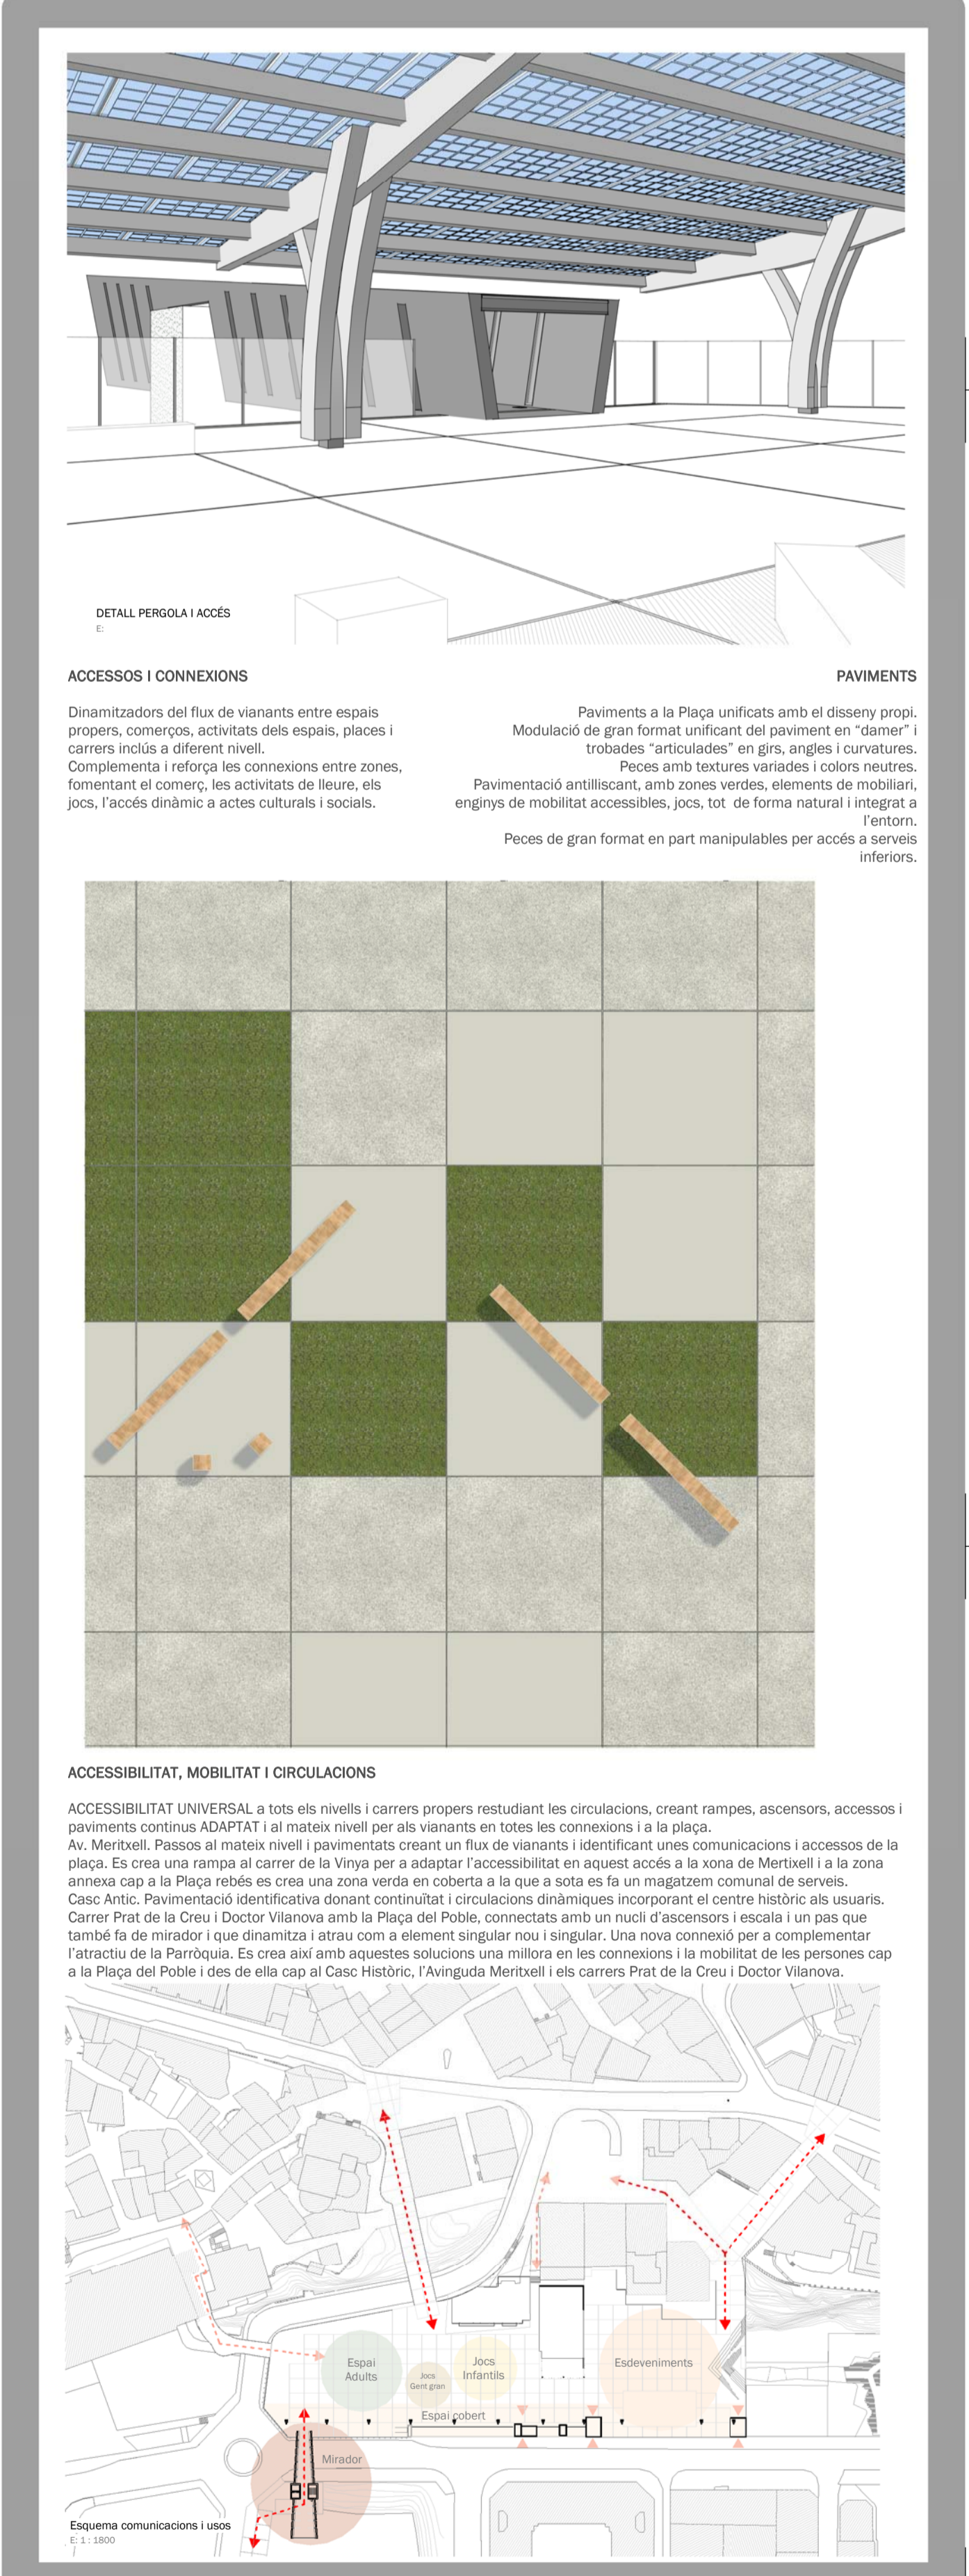 DETALL PERGOLA I ACCÉS
E:
ACCESSOS I CONNEXIONS
Dinamitzadors del flux de vianants entre espais
propers, comerços, activitats dels espais, places i
carrers inclús a diferent nivell.
Complementa i reforça les connexions entre zones,
fomentant el comerç, les activitats de lleure, els
jocs, l'accés dinàmic a actes culturals i socials.
PAVIMENTS
Paviments a la Plaça unificats amb el disseny propi.
Modulació de gran format unificant del paviment en “damer” i
trobades “articulades” en girs, angles i curvatures.
Peces amb textures variades i colors neutres.
Pavimentació antilliscant, amb zones verdes, elements de mobiliari,
enginys de mobilitat accessibles, jocs, tot de forma natural i integrat a
l'entorn.
Peces de gran format en part manipulables per accés a serveis
inferiors.
ACCESSIBILITAT, MOBILITAT I CIRCULACIONS
ACCESSIBILITAT UNIVERSAL a tots els nivells i carrers propers restudiant les circulacions, creant rampes, ascensors, accessos i
paviments continus ADAPTAT i al mateix nivell per als vianants en totes les connexions i a la plaça.
Av. Meritxell. Passos al mateix nivell i pavimentats creant un flux de vianants i identificant unes comunicacions i accessos de la
plaça. Es crea una rampa al carrer de la Vinya per a adaptar l'accessibilitat en aquest accés a la xona de Mertixell i a la zona
annexa cap a la Plaça rebés es crea una zona verda en coberta a la que a sota es fa un magatzem comunal de serveis.
Casc Antic. Pavimentació identificativa donant continuïtat i circulacions dinàmiques incorporant el centre històric als usuaris.
Carrer Prat de la Creu i Doctor Vilanova amb la Plaça del Poble, connectats amb un nucli d'ascensors i escala i un pas que
també fa de mirador i que dinamitza i atrau com a element singular nou i singular. Una nova connexió per a complementar
l'atractiu de la Parròquia. Es crea així amb aquestes solucions una millora en les connexions i la mobilitat de les persones cap
a la Plaça del Poble i des de ella cap al Casc Històric, l'Avinguda Meritxell i els carrers Prat de la Creu i Doctor Vilanova.
Espai
Adults
Jocs
Gent gran
Jocs
Infantils
Esdeveniments
Espai cobert
Mirador
Esquema comunicacions i usos
E: 1 : 1800